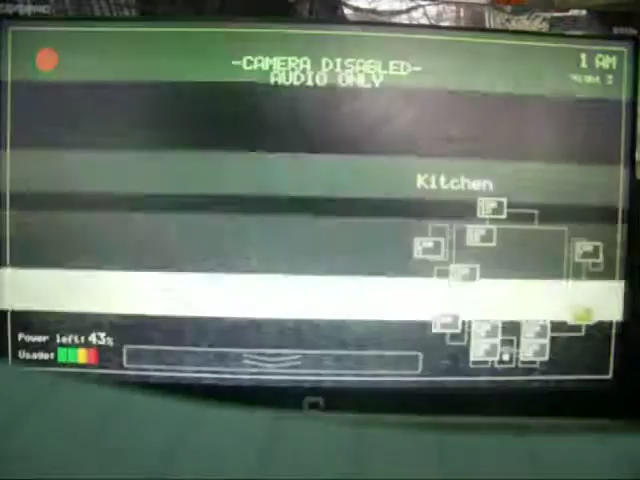 -CAMERA DISABLED-
AUDIO ONLY
1 AM
Kitchen
Power left: 43%
Usage: